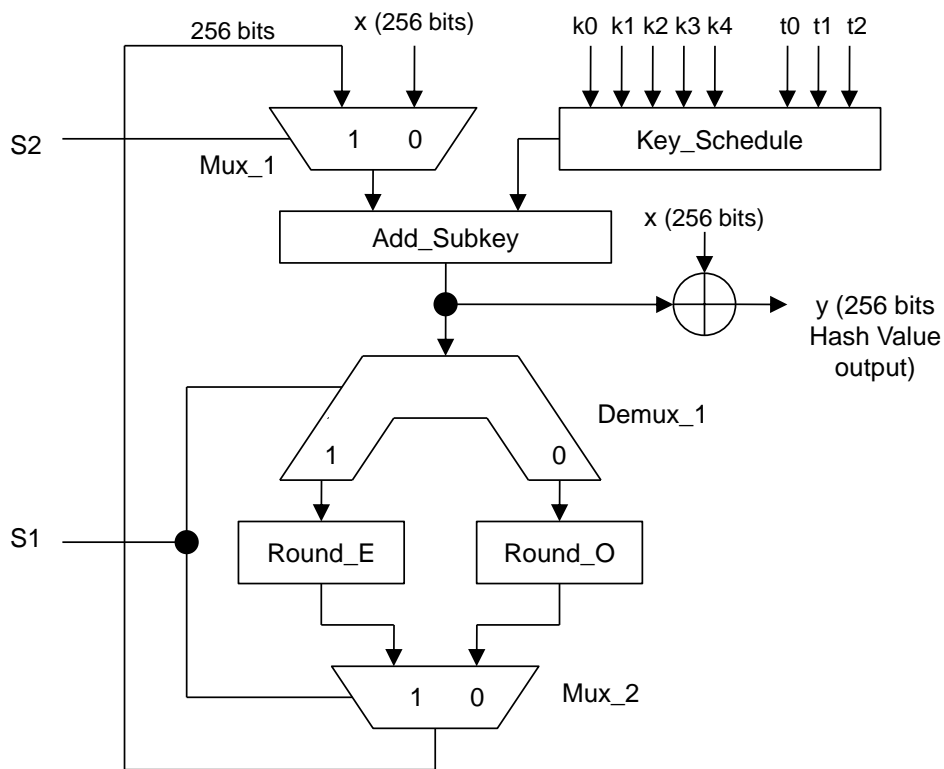 256 bits
x (256 bits)
k0 k1 k2 k3 k4 t0 t1 t2
S2
1 0
Mux_1
Key_Schedule
Add_Subkey
x (256 bits)
y (256 bits
Hash Value
output)
Demux_1
1 0
S1
Round_E
Round_O
1 0
Mux_2